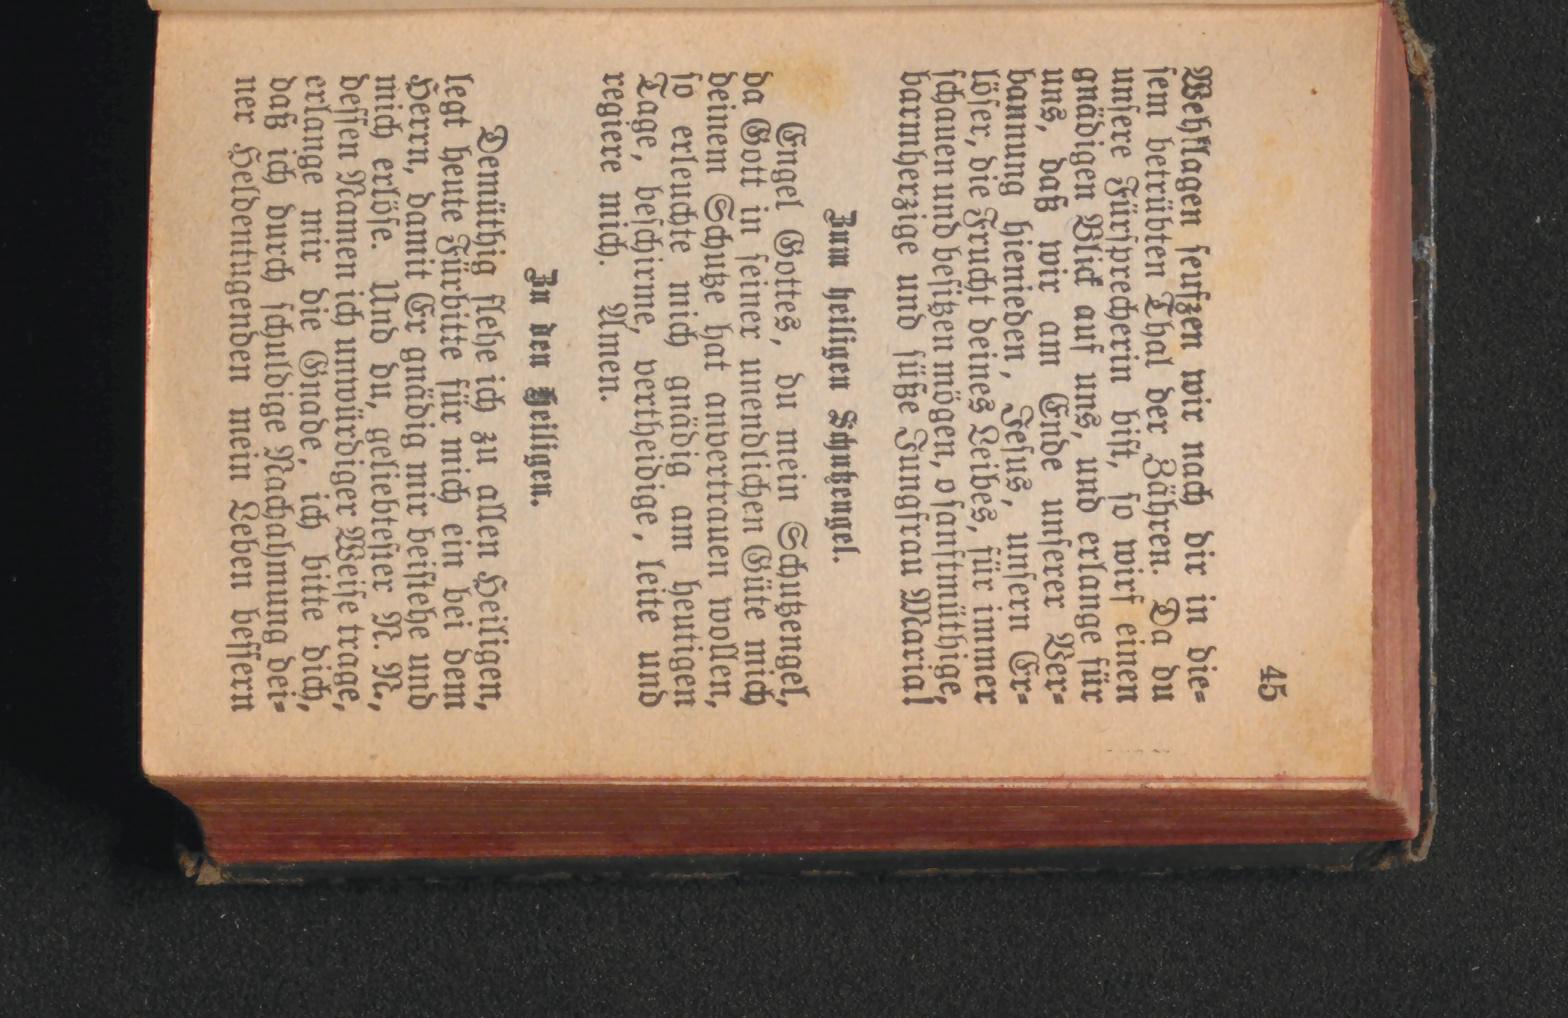 45
Wehklagen seufzen wir nach dir in die-
sem betrübten Thal der Zähren. Da du
unsere Fürsprecherin bist, so wirf einen
gnädigen Blick auf uns und erlange für
uns, daß wir am Ende unserer Ver-
bannung hienieden, Jesus, unsern Er-
löser, die Frucht deines Leibes, für immer
schauen und besitzen mögen, o sanftmüthige,
barmherzige und süße Jungfrau Maria!
Zum heiligen Schutzengel.
Engel Gottes, du mein Schutzengel,
da Gott in seiner unendlichen Güte mich
deinem Schutze hat anvertrauen wollen,
so erleuchte mich gnädig am heutigen
Tage, beschirme, vertheidige, leite und
regiere mich. Amen.
Zu den Heiligen.
Demüthig flehe ich zu allen Heiligen,
legt heute Fürbitte für mich ein bei dem
Herrn, damit Er gnädig mir beistehe und
mich erlöse. Und du, geliebtester N. N.,
dessen Namen ich unwürdiger Weise trage,
erlange mir die Gnade, ich bitte dich,
daß ich durch schuldige Nachahmung dei-
ner Heldentugenden mein Leben bessern